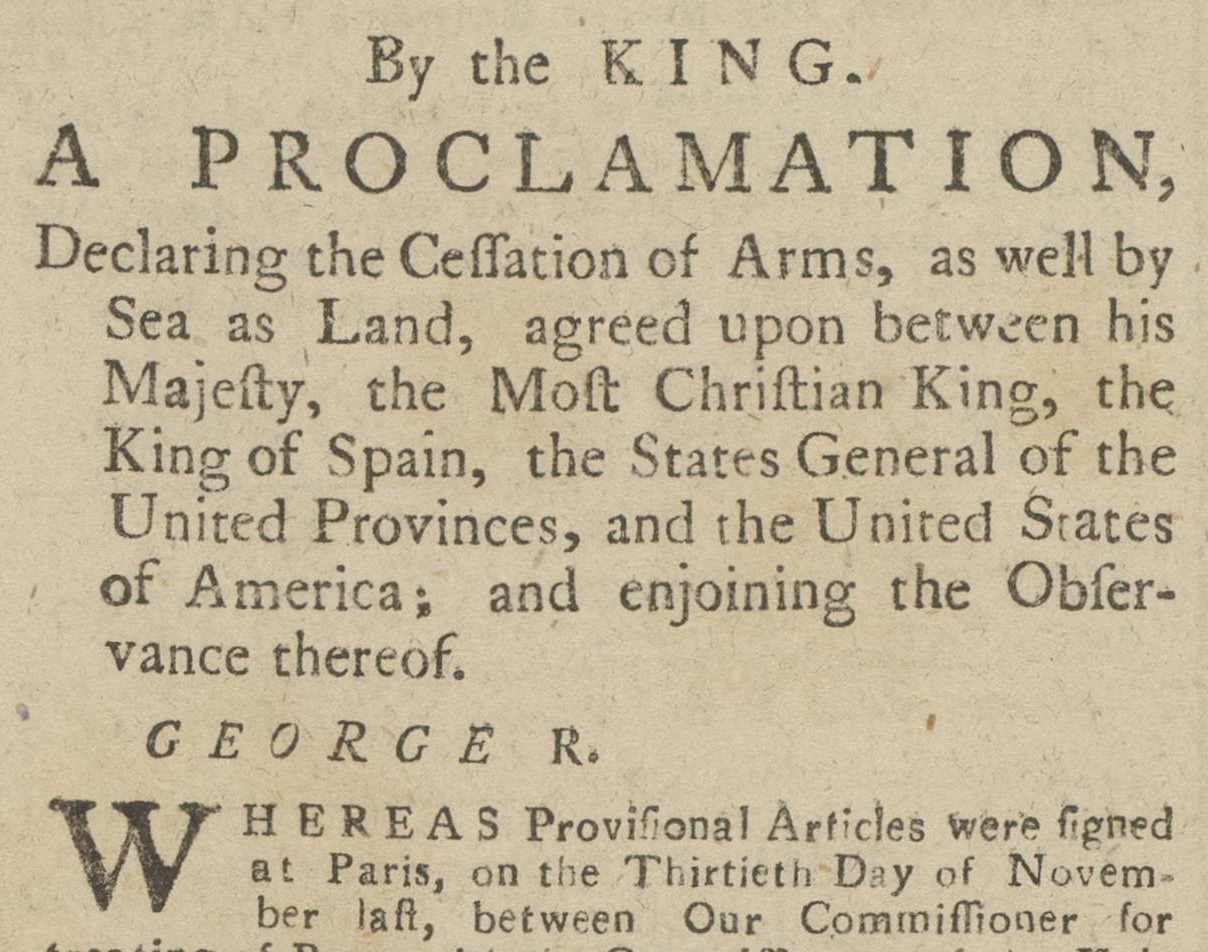 By the KING.
A PROCLAMATION,
Declaring the Ceſſation of Arms, as well by
Sea as Land, agreed upon between his
Majeſty, the Moſt Chriſtian King, the
King of Spain, the States General of the
United Provinces, and the United States
of America; and enjoining the Obſer-
vance thereof.
GEORGE R.
WHEREAS Proviſional Articles were ſigned
at Paris, on the Thirtieth Day of Novem-
ber laſt, between Our Commiſſioner for